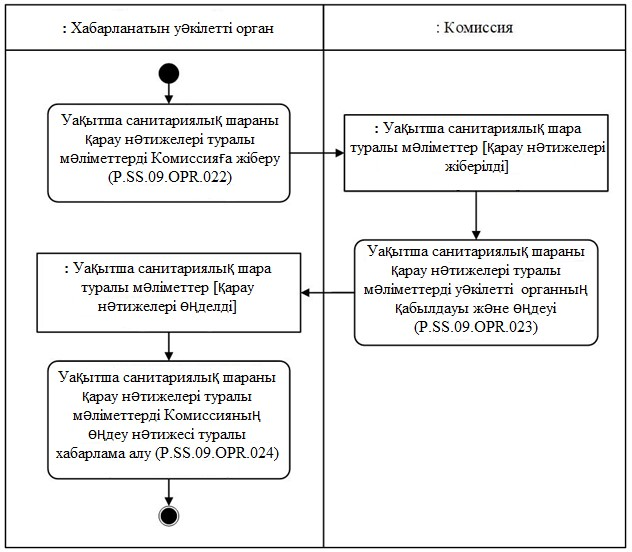 : Хабарланатын уәкілетті орган
: Комиссия
Уақытша санитариялық шараны
қарау нәтижелері туралы
мәліметтерді Комиссияға жіберу
(P.SS.09.OPR.022)
: Уақытша санитариялық шара
туралы мәліметтер [қарау нәтижелері
жіберілді]
Уақытша санитариялық шараны
қарау нәтижелері туралы
мәліметтерді уәкілетті органның
қабылдауы және өңдеуі
(P.SS.09.OPR.023)
: Уақытша санитариялық шара
туралы мәліметтер [қарау
нәтижелері өңделді]
Уақытша санитариялық шараны
қарау нәтижелері туралы
мәліметтерді Комиссияның
өңдеу нәтижесі туралы
хабарлама алу (P.SS.09.OPR.024)